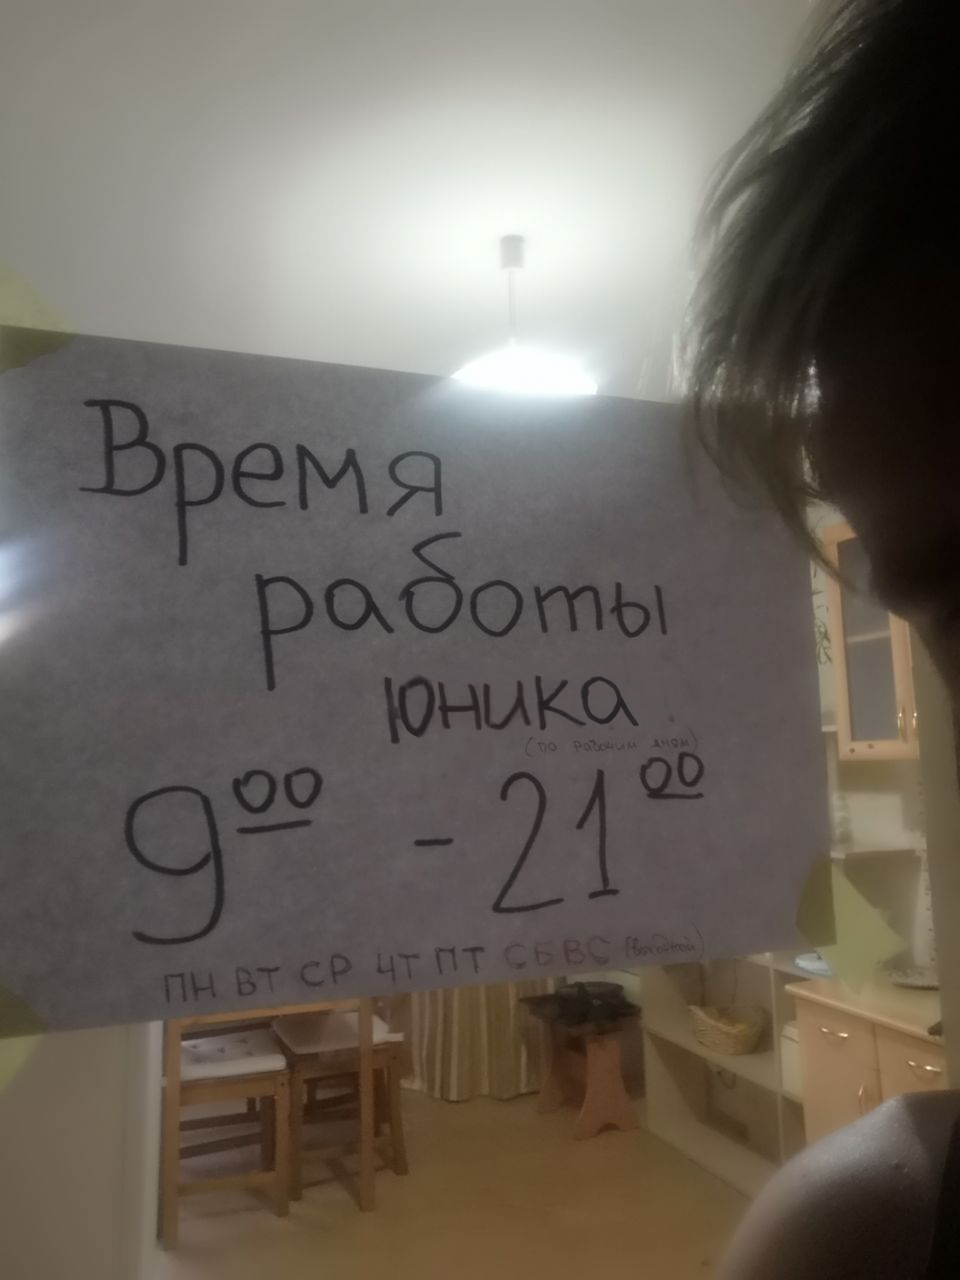 Время
работы
юника
(по рабочим дням)
9⁰⁰ - 21⁰⁰
ПН ВТ СР ЧТ ПТ СБ ВС (выходной)